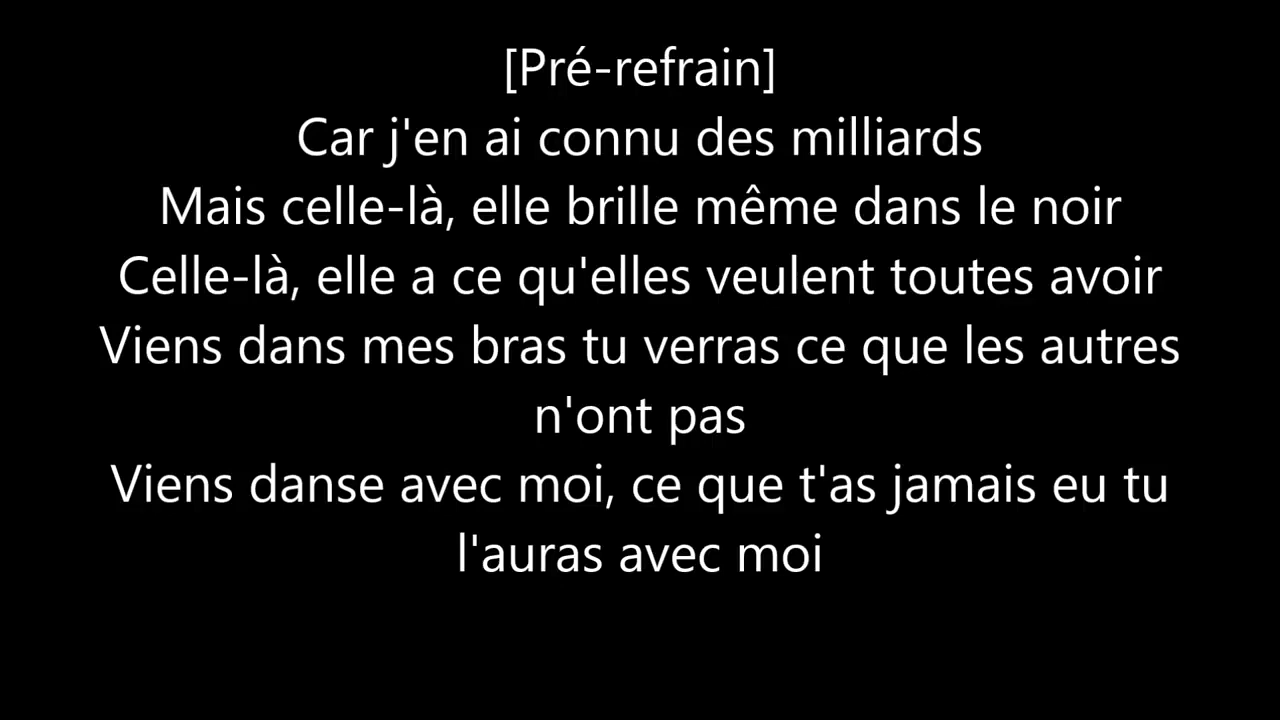 [Pré-refrain]
Car j'en ai connu des milliards
Mais celle-là, elle brille même dans le noir
Celle-là, elle a ce qu'elles veulent toutes avoir
Viens dans mes bras tu verras ce que les autres
n'ont pas
Viens danse avec moi, ce que t'as jamais eu tu
l'auras avec moi